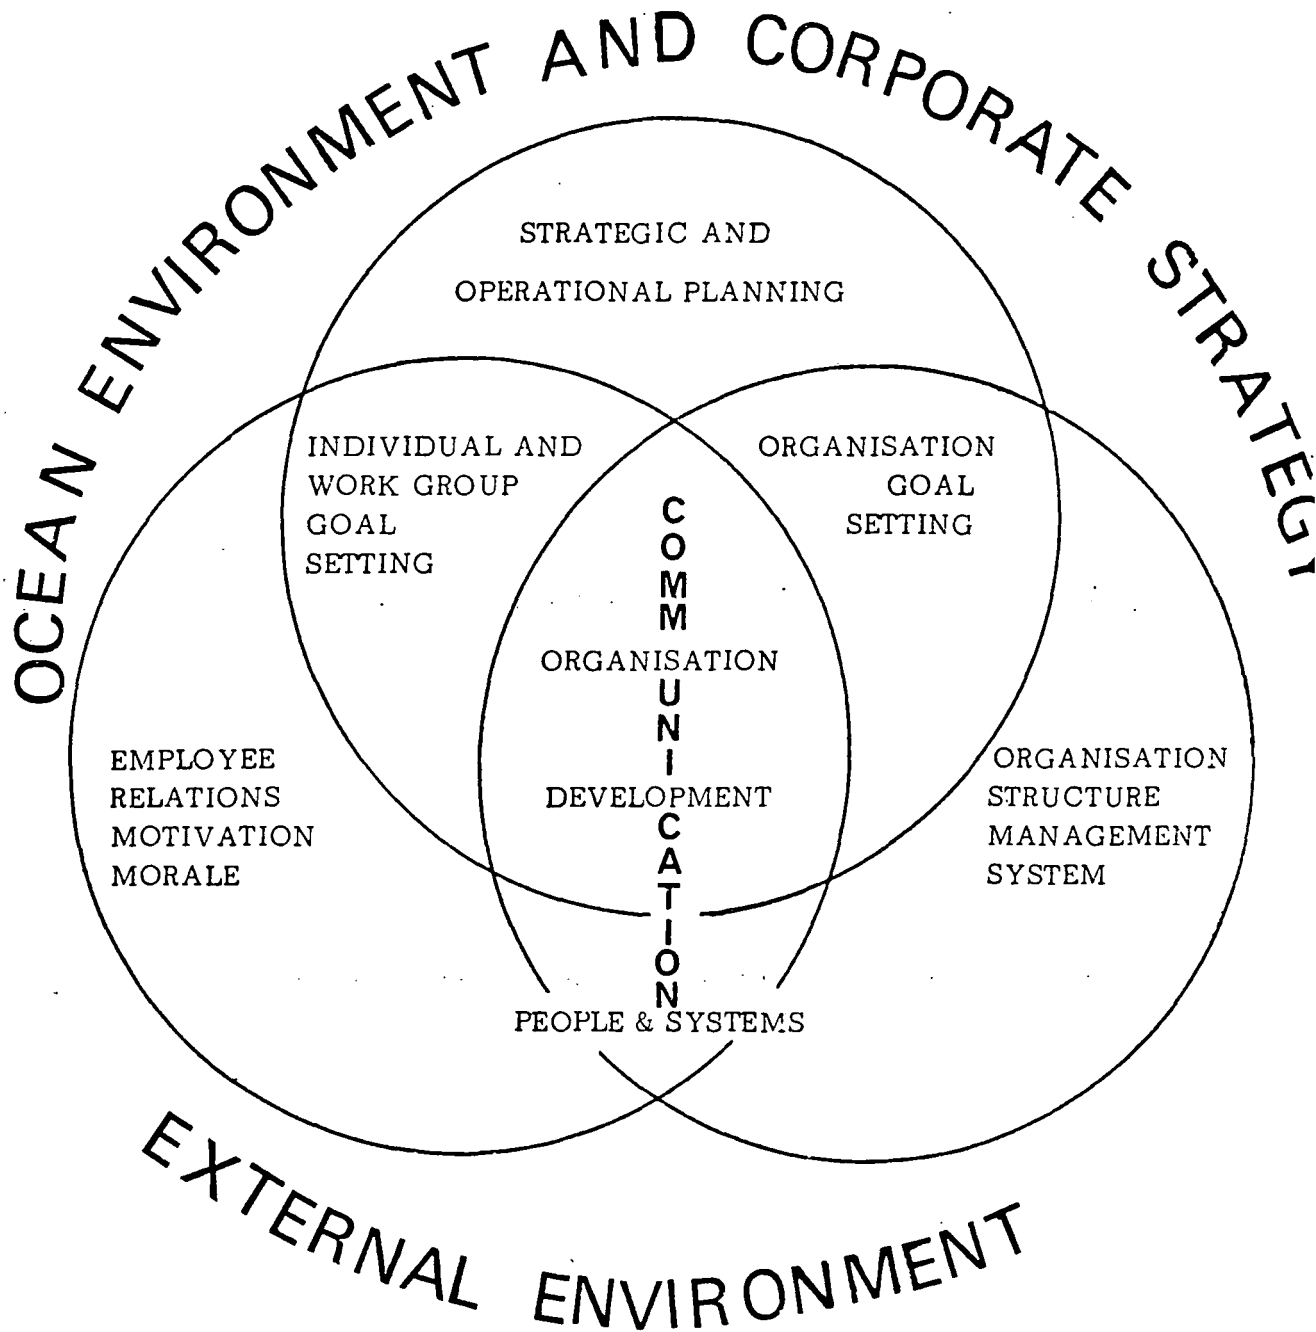 OCEAN ENVIRONMENT AND CORPORATE STRATEGY
STRATEGIC AND
OPERATIONAL PLANNING
INDIVIDUAL AND
WORK GROUP
GOAL
SETTING
ORGANISATION
GOAL
SETTING
COMMUNICATION
ORGANISATION
DEVELOPMENT
EMPLOYEE
RELATIONS
MOTIVATION
MORALE
ORGANISATION
STRUCTURE
MANAGEMENT
SYSTEM
PEOPLE & SYSTEMS
EXTERNAL ENVIRONMENT